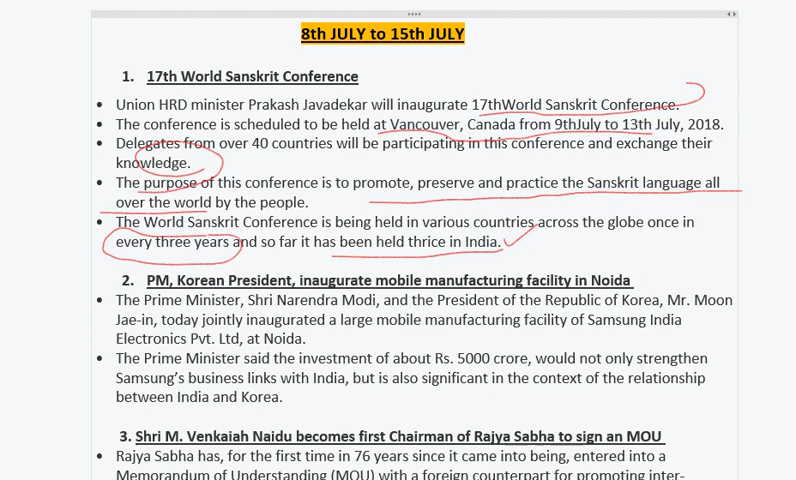 8th JULY to 15th JULY
1. 17th World Sanskrit Conference
• Union HRD minister Prakash Javadekar will inaugurate 17thWorld Sanskrit Conference.
• The conference is scheduled to be held at Vancouver, Canada from 9thJuly to 13th July, 2018.
• Delegates from over 40 countries will be participating in this conference and exchange their
knowledge.
• The purpose of this conference is to promote, preserve and practice the Sanskrit language all
over the world by the people.
• The World Sanskrit Conference is being held in various countries across the globe once in
every three years and so far it has been held thrice in India.
2. PM, Korean President, inaugurate mobile manufacturing facility in Noida
• The Prime Minister, Shri Narendra Modi, and the President of the Republic of Korea, Mr. Moon
Jae-in, today jointly inaugurated a large mobile manufacturing facility of Samsung India
Electronics Pvt. Ltd, at Noida.
• The Prime Minister said the investment of about Rs. 5000 crore, would not only strengthen
Samsung's business links with India, but is also significant in the context of the relationship
between India and Korea.
3. Shri M. Venkaiah Naidu becomes first Chairman of Rajya Sabha to sign an MOU
• Rajya Sabha has, for the first time in 76 years since it came into being, entered into a
Memorandum of Understanding (MOU) with a foreign counterpart for promoting inter-